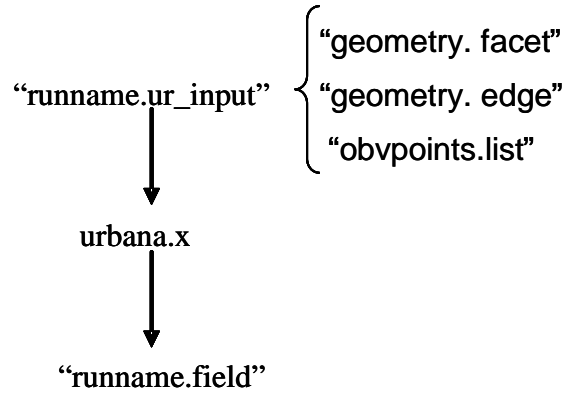 “geometry. facet”
“runname.ur_input”
“geometry. edge”
“obvpoints.list”
urbana.x
“runname.field”